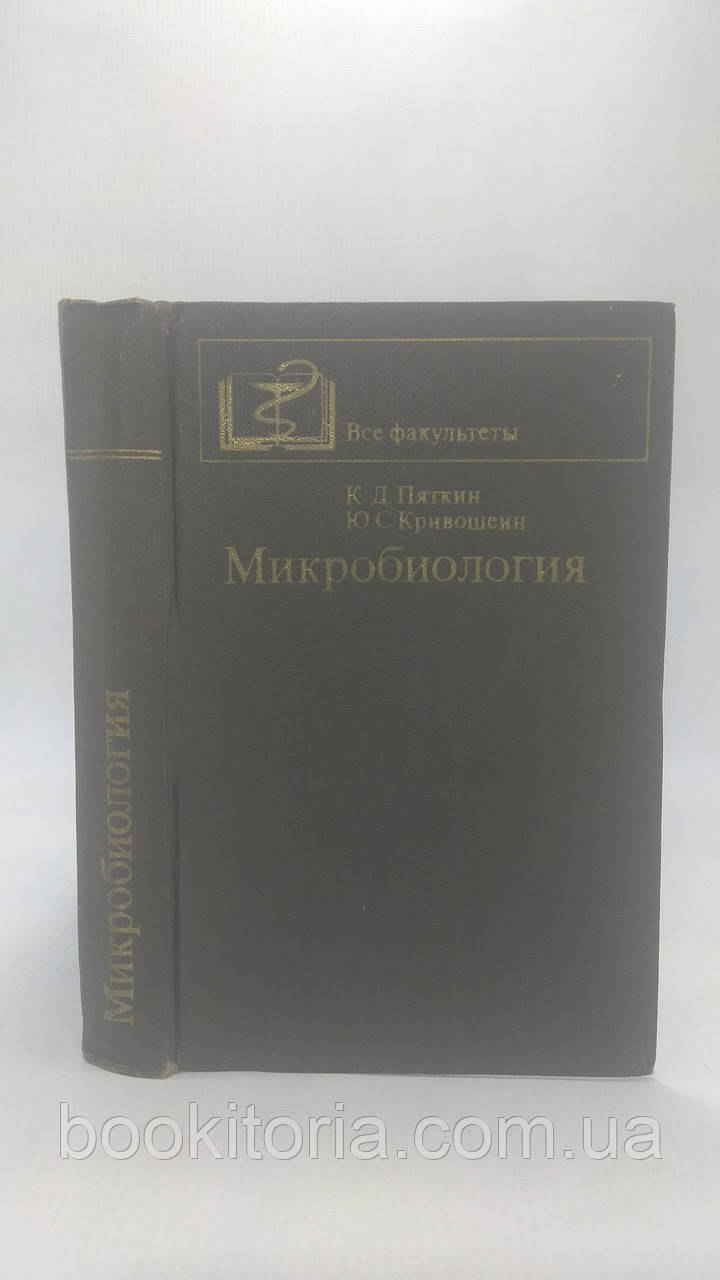 Все факультеты
К. Д. Пяткин
Ю. С. Кривошеин
Микробиология
Микробиология
bookitoria.com.ua